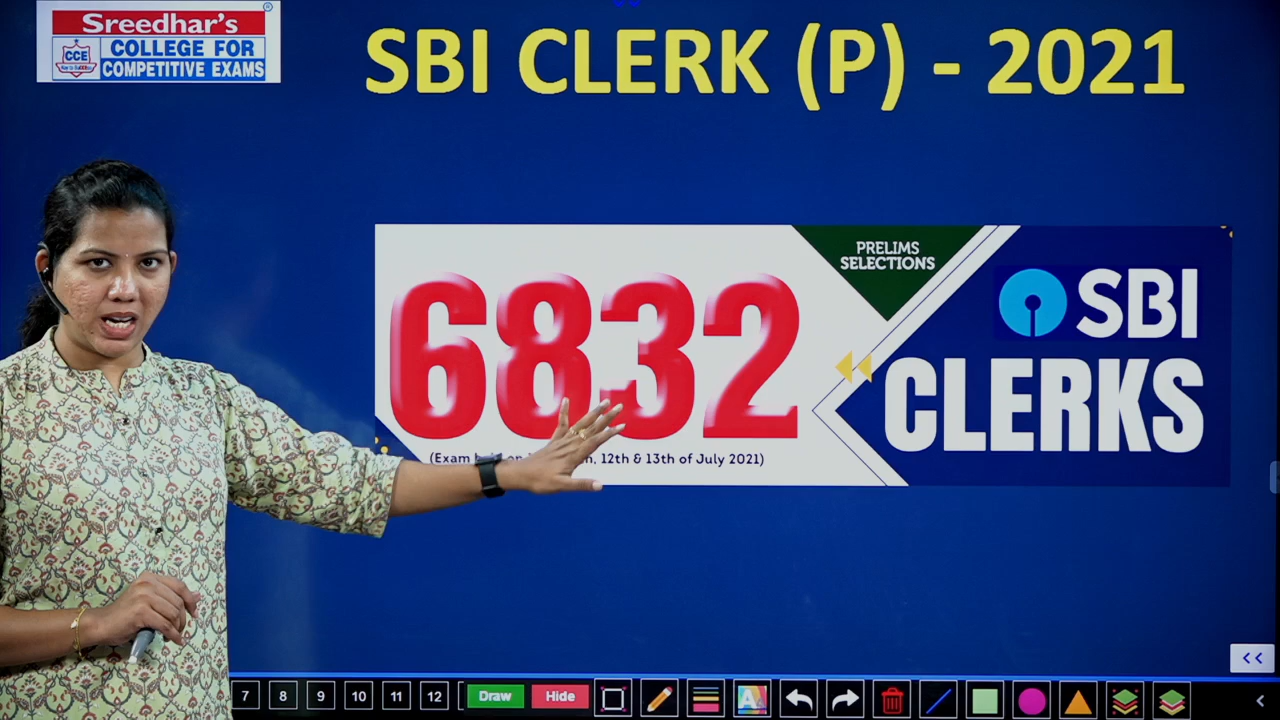 Sreedhar's
CCE
COLLEGE FOR
COMPETITIVE EXAMS
®
SBI CLERK (P) - 2021
PRELIMS
SELECTIONS
6832
SBI
CLERKS
(Exam 12th & 13th of July 2021)
7 8 9 10 11 12 Draw Hide A
<<
<